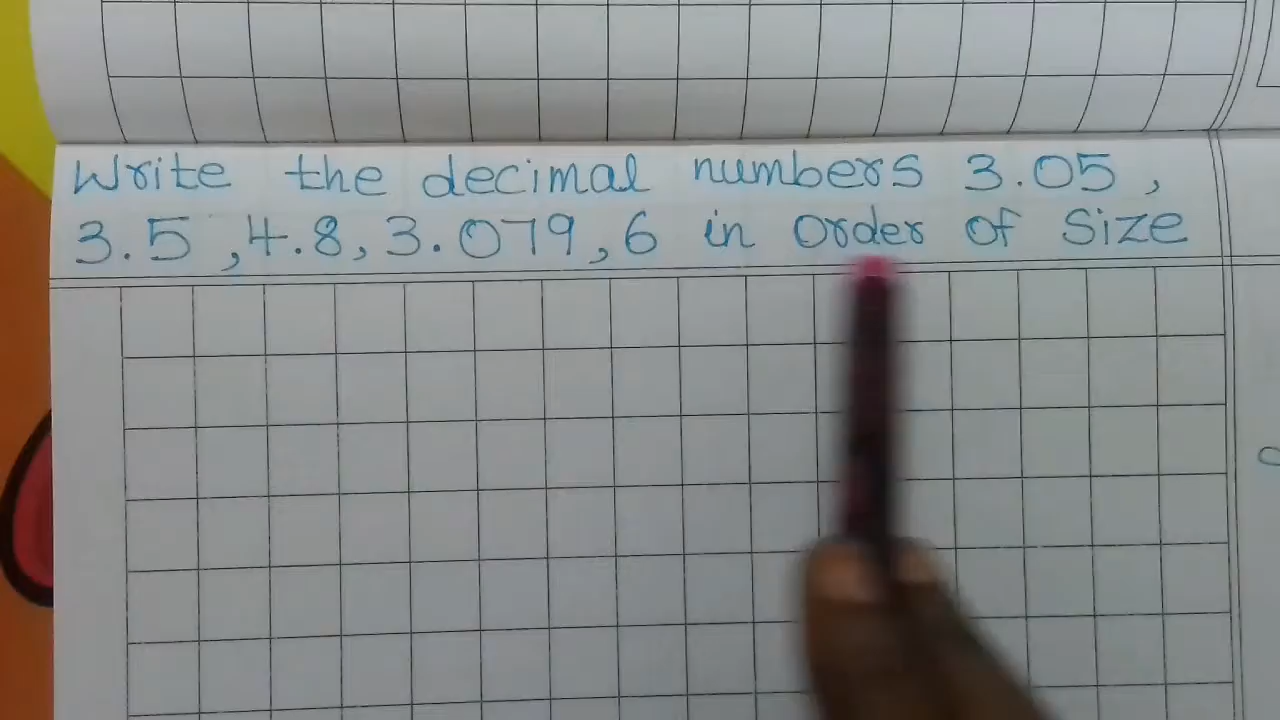 Write the decimal numbers 3.05,
3.5, 4.8, 3.079, 6 in Order of Size